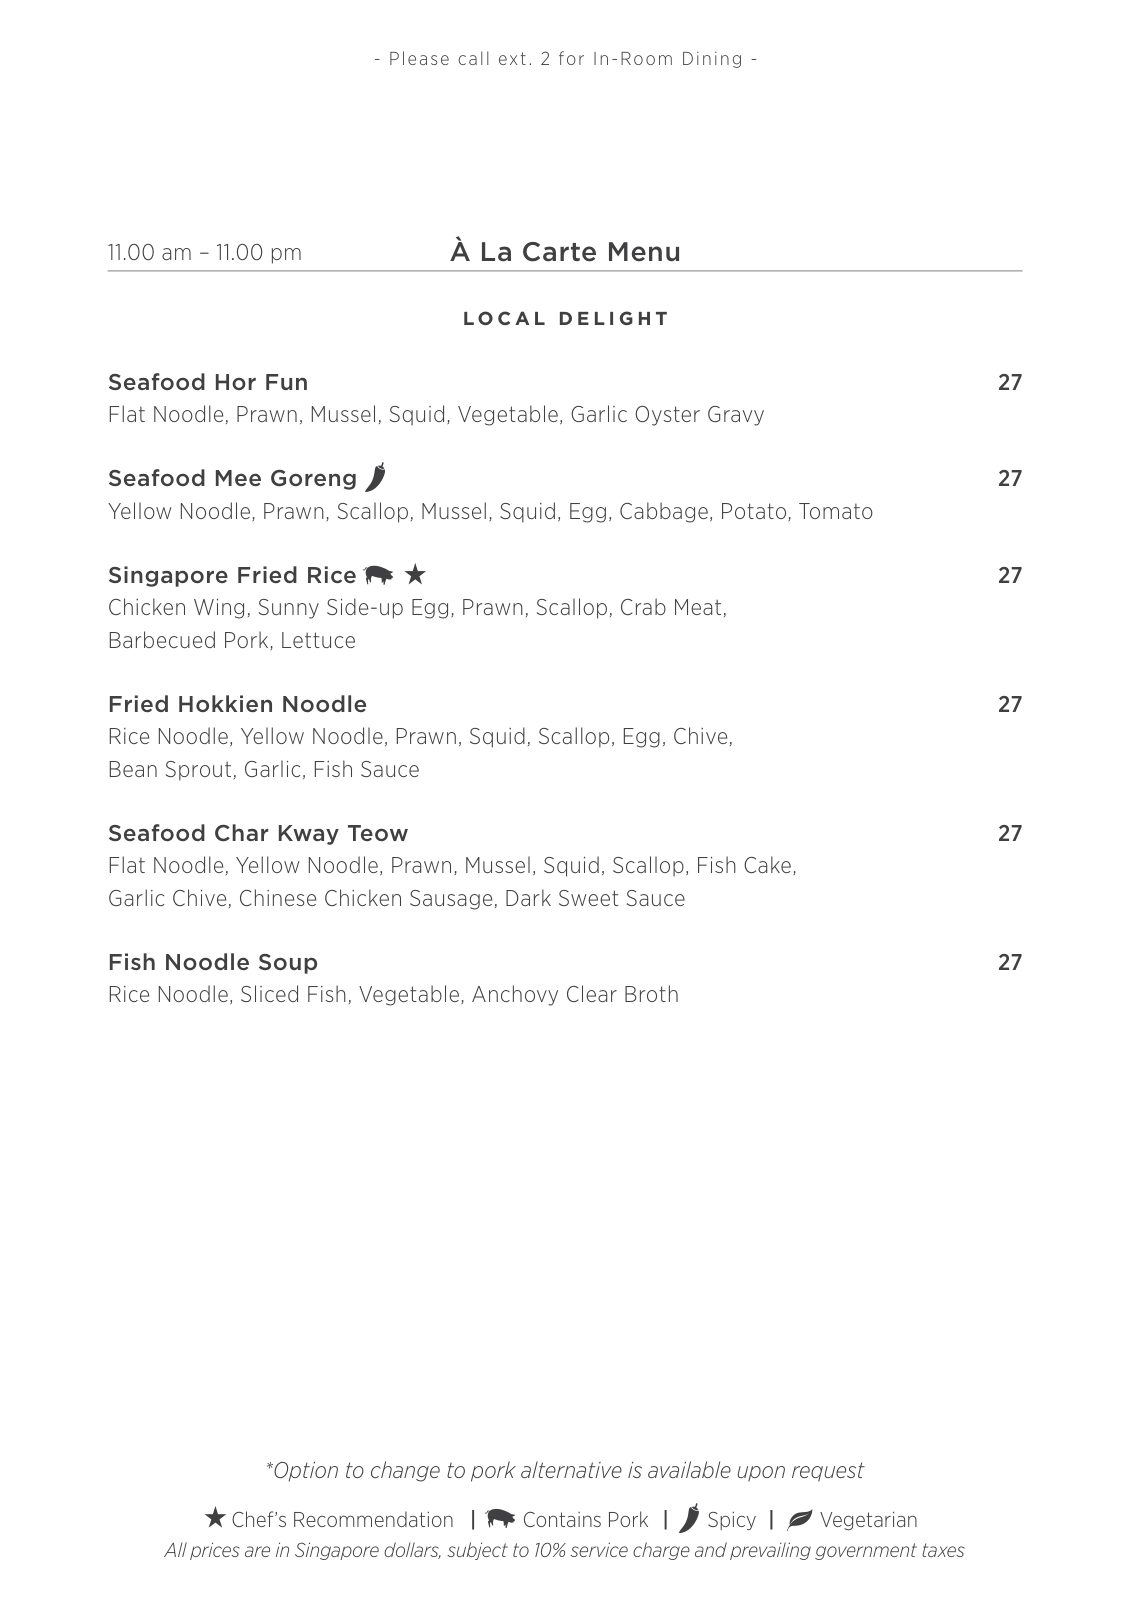 - Please call ext. 2 for In-Room Dining -
11.00 am – 11.00 pm
À La Carte Menu
LOCAL DELIGHT
Seafood Hor Fun 27
Flat Noodle, Prawn, Mussel, Squid, Vegetable, Garlic Oyster Gravy
Seafood Mee Goreng 27
Yellow Noodle, Prawn, Scallop, Mussel, Squid, Egg, Cabbage, Potato, Tomato
Singapore Fried Rice 27
Chicken Wing, Sunny Side-up Egg, Prawn, Scallop, Crab Meat,
Barbecued Pork, Lettuce
Fried Hokkien Noodle 27
Rice Noodle, Yellow Noodle, Prawn, Squid, Scallop, Egg, Chive,
Bean Sprout, Garlic, Fish Sauce
Seafood Char Kway Teow 27
Flat Noodle, Yellow Noodle, Prawn, Mussel, Squid, Scallop, Fish Cake,
Garlic Chive, Chinese Chicken Sausage, Dark Sweet Sauce
Fish Noodle Soup 27
Rice Noodle, Sliced Fish, Vegetable, Anchovy Clear Broth
*Option to change to pork alternative is available upon request
★ Chef’s Recommendation | Contains Pork | Spicy | Vegetarian
All prices are in Singapore dollars, subject to 10% service charge and prevailing government taxes